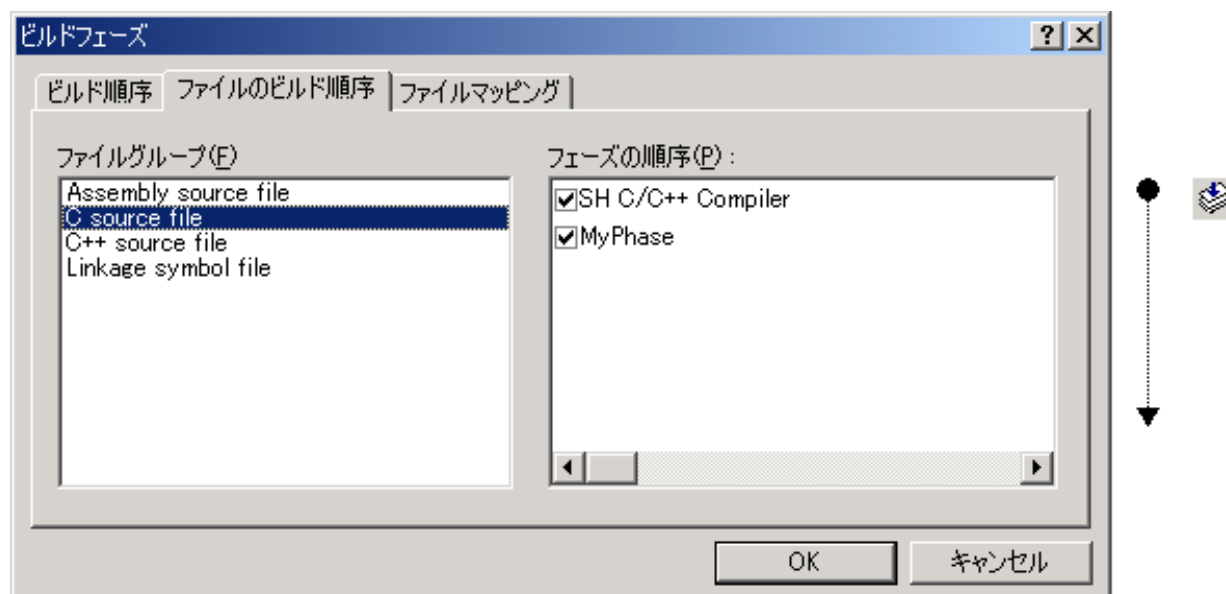 ビルドフェーズ
ビルド順序 ファイルのビルド順序 ファイルマッピング
ファイルグループ(F)
Assembly source file
C source file
C++ source file
Linkage symbol file
フェーズの順序(P) :
SH C/C++ Compiler
MyPhase
OK キャンセル